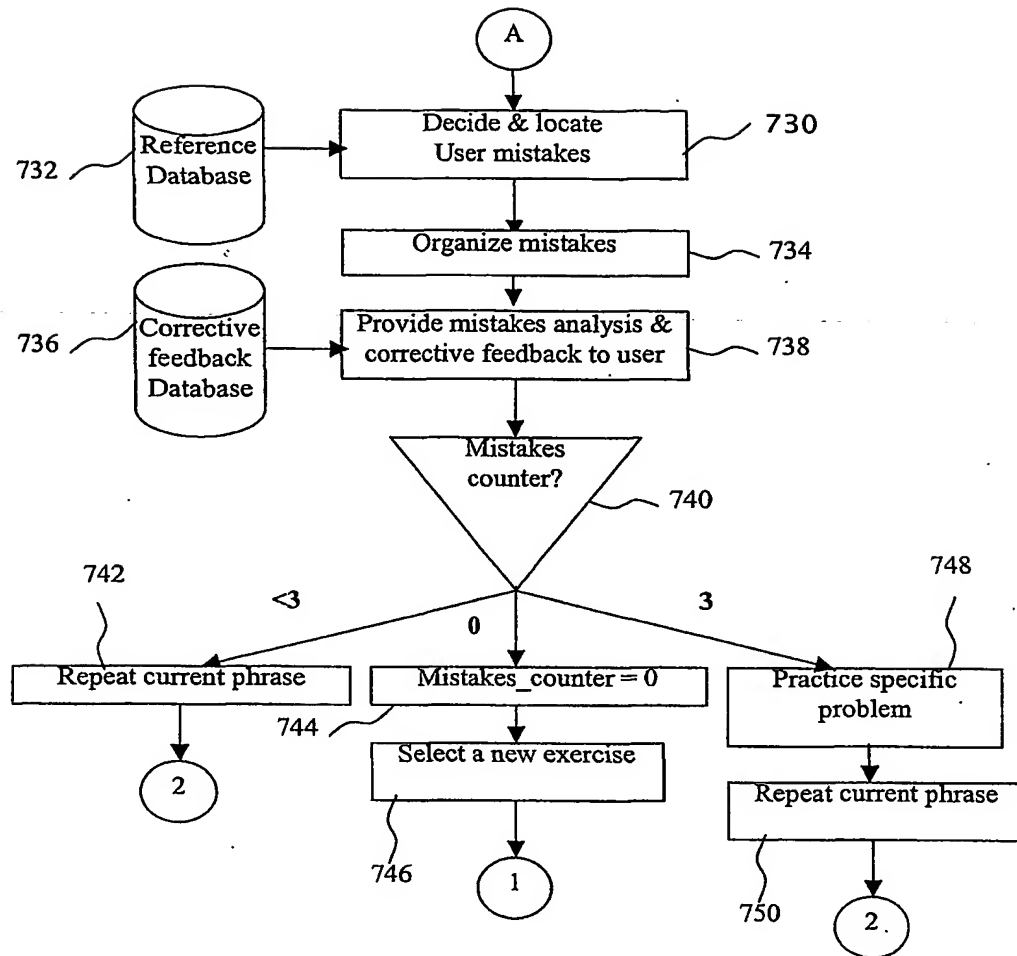 A
Decide & locate
User mistakes
730
732
Reference
Database
Organize mistakes
734
736
Corrective
feedback
Database
Provide mistakes analysis &
corrective feedback to user
738
Mistakes
counter?
740
742
<3
0
3
748
Repeat current phrase
Mistakes_counter = 0
Practice specific
problem
744
Select a new exercise
Repeat current phrase
2
746
1
750
2